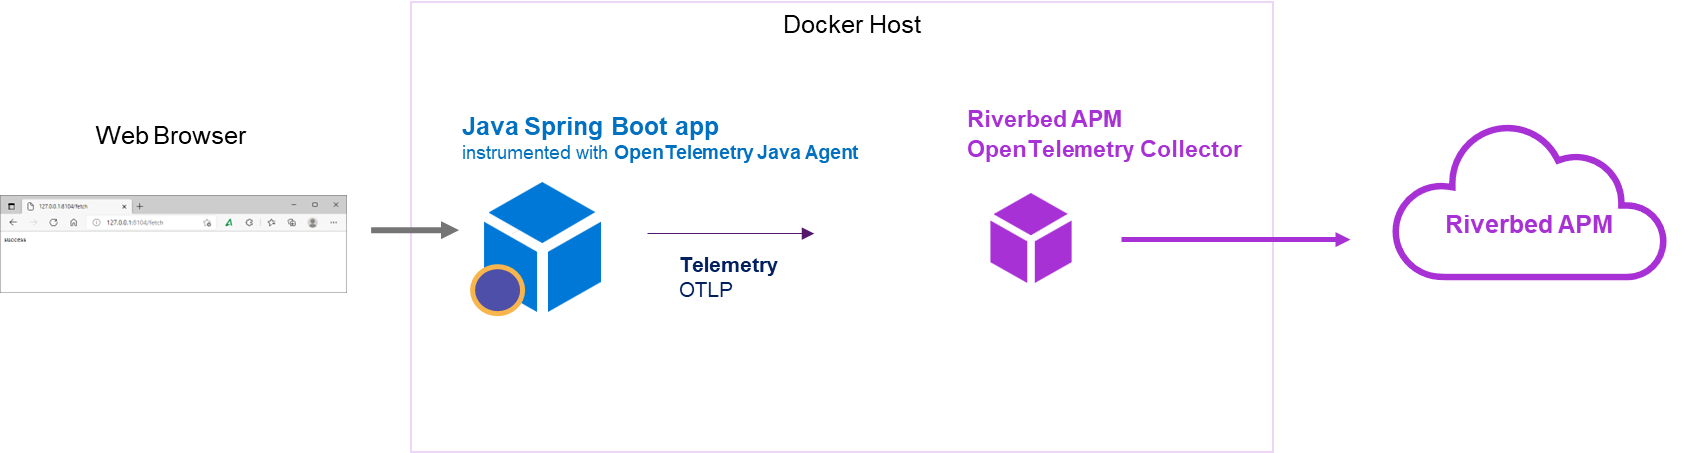 Docker Host
Web Browser
Java Spring Boot app
instrumented with OpenTelemetry Java Agent
Riverbed APM
OpenTelemetry Collector
127.0.0.1:8104/fetch
127.0.0.1:8104/fetch
success
Telemetry
OTLP
Riverbed APM